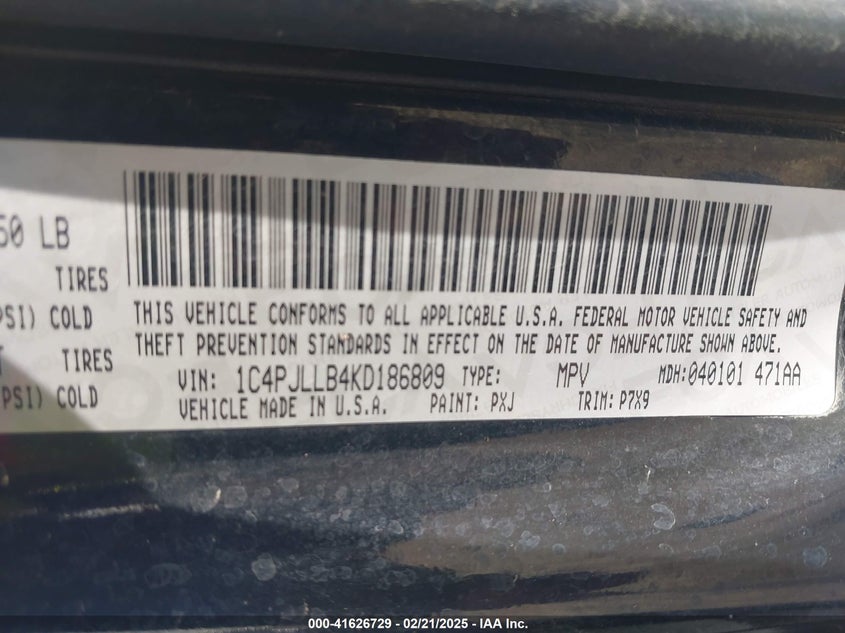 50 LB
TIRES
PSI) COLD
THIS VEHICLE CONFORMS TO ALL APPLICABLE U.S.A. FEDERAL MOTOR VEHICLE SAFETY AND
THEFT PREVENTION STANDARDS IN EFFECT ON THE DATE OF MANUFACTURE SHOWN ABOVE.
TIRES
VIN: 1C4PJLLB4KD186809 TYPE: MPV MDH:040101 471AA
PSI) COLD
VEHICLE MADE IN U.S.A. PAINT: PXJ TRIM: P7X9
000-41626729 - 02/21/2025 - IAA Inc.